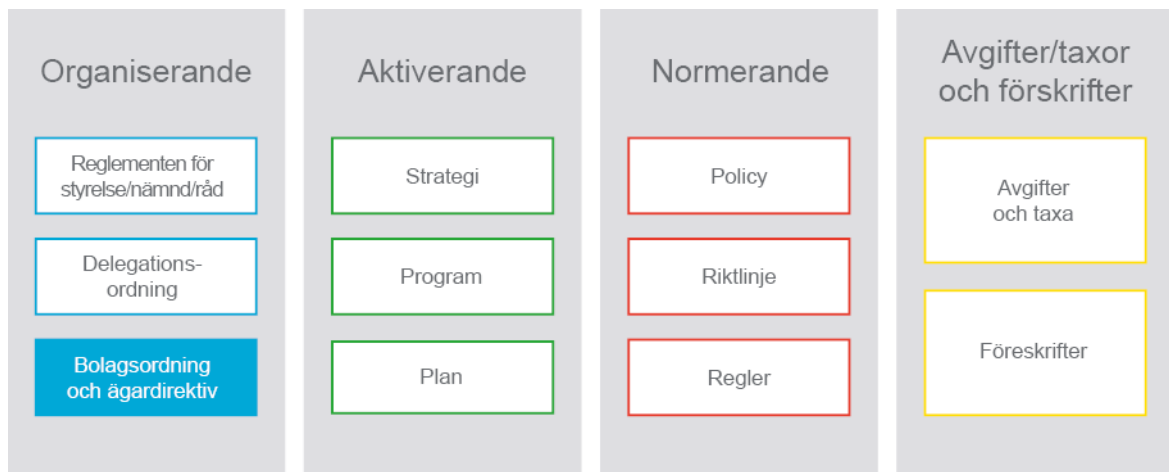 Organiserande
Reglementen för
styrelse/nämnd/råd
Delegations-
ordning
Bolagsordning
och ägardirektiv
Aktiverande
Strategi
Program
Plan
Normerande
Policy
Riktlinje
Regler
Avgifter/taxor
och förskrifter
Avgifter
och taxa
Föreskrifter